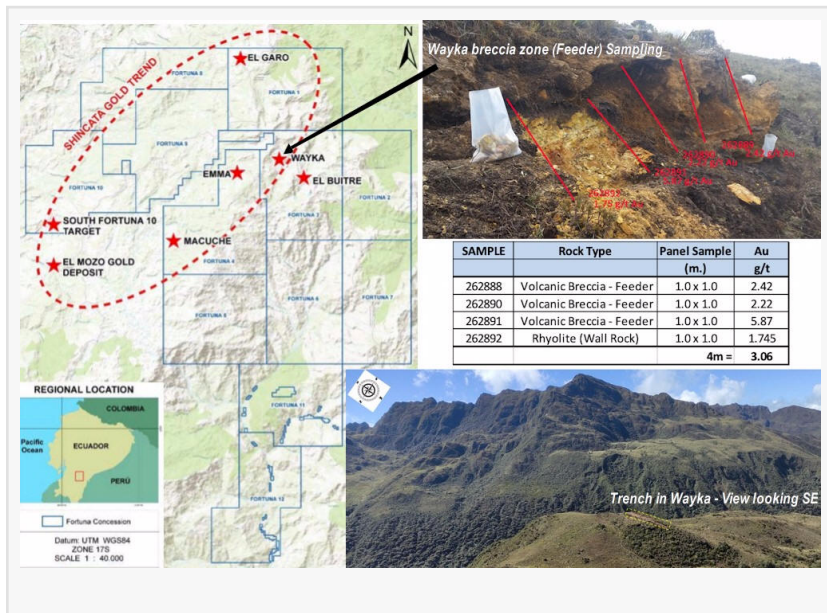 N
EL GARO
SHINCATA GOLD TREND
FORTUNA 8
FORTUNA 1
FORTUNA 9
WAYKA
EMMA
EL BUITRE
FORTUNA 10
FORTUNA 2
FORTUNA 3
SOUTH FORTUNA 10
TARGET
MACUCHE
EL MOZO GOLD
DEPOSIT
FORTUNA 4
FORTUNA 6
FORTUNA 7
FORTUNA 11
FORTUNA 12
REGIONAL LOCATION
COLOMBIA
Pacific
Ocean
ECUADOR
PERÚ
Fortuna Concession
Datum: UTM WGS84
ZONE 17S
SCALE 1 : 40.000
Wayka breccia zone (Feeder) Sampling
262892
1.78 g/t Au
SAMPLE Rock Type Panel Sample Au
(m.) g/t
262888 Volcanic Breccia - Feeder 1.0 x 1.0 2.42
262890 Volcanic Breccia - Feeder 1.0 x 1.0 2.22
262891 Volcanic Breccia - Feeder 1.0 x 1.0 5.87
262892 Rhyolite (Wall Rock) 1.0 x 1.0 1.745
4m = 3.06
Trench in Wayka - View looking SE